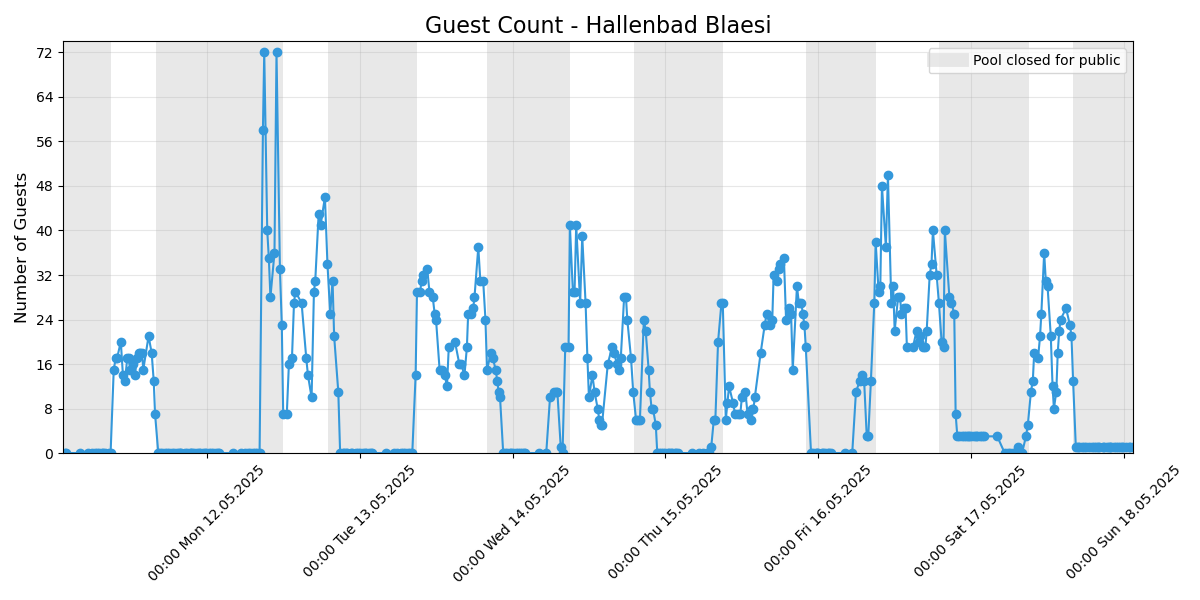 Guest Count - Hallenbad Blaesi
Pool closed for public
Number of Guests
72
64
56
48
40
32
24
16
8
0
00:00 Mon 12.05.2025
00:00 Tue 13.05.2025
00:00 Wed 14.05.2025
00:00 Thu 15.05.2025
00:00 Fri 16.05.2025
00:00 Sat 17.05.2025
00:00 Sun 18.05.2025